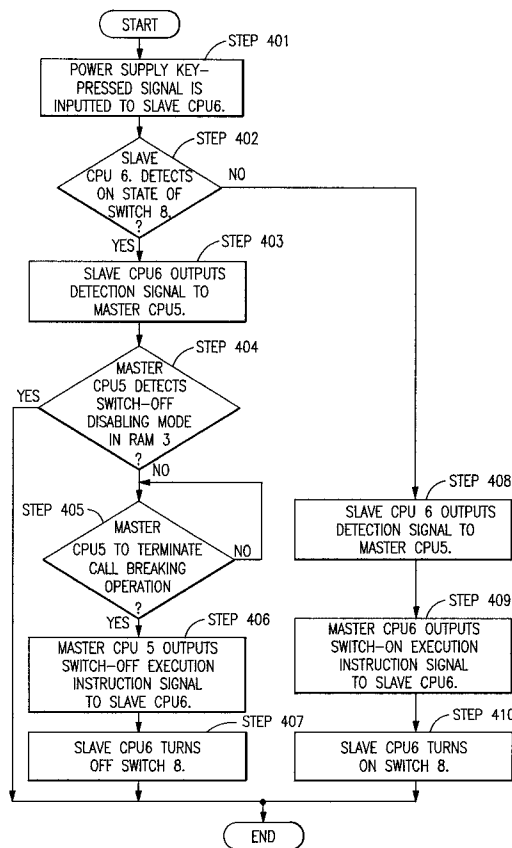 START
STEP 401
POWER SUPPLY KEY-
PRESSED SIGNAL IS
INPUTTED TO SLAVE CPU6.
STEP 402
SLAVE
CPU 6. DETECTS
ON STATE OF
SWITCH 8.
?
NO
YES
STEP 403
SLAVE CPU6 OUTPUTS
DETECTION SIGNAL TO
MASTER CPU5.
STEP 404
MASTER
CPU5 DETECTS
SWITCH-OFF
DISABLING MODE
IN RAM 3
?
YES
NO
STEP 405
MASTER
CPU5 TO TERMINATE
CALL BREAKING
OPERATION
?
NO
YES
STEP 406
MASTER CPU 5 OUTPUTS
SWITCH-OFF EXECUTION
INSTRUCTION SIGNAL
TO SLAVE CPU6.
STEP 407
SLAVE CPU6 TURNS
OFF SWITCH 8.
STEP 408
SLAVE CPU 6 OUTPUTS
DETECTION SIGNAL TO
MASTER CPU5.
STEP 409
MASTER CPU6 OUTPUTS
SWITCH-ON EXECUTION
INSTRUCTION SIGNAL
TO SLAVE CPU6.
STEP 410
SLAVE CPU6 TURNS
ON SWITCH 8.
END